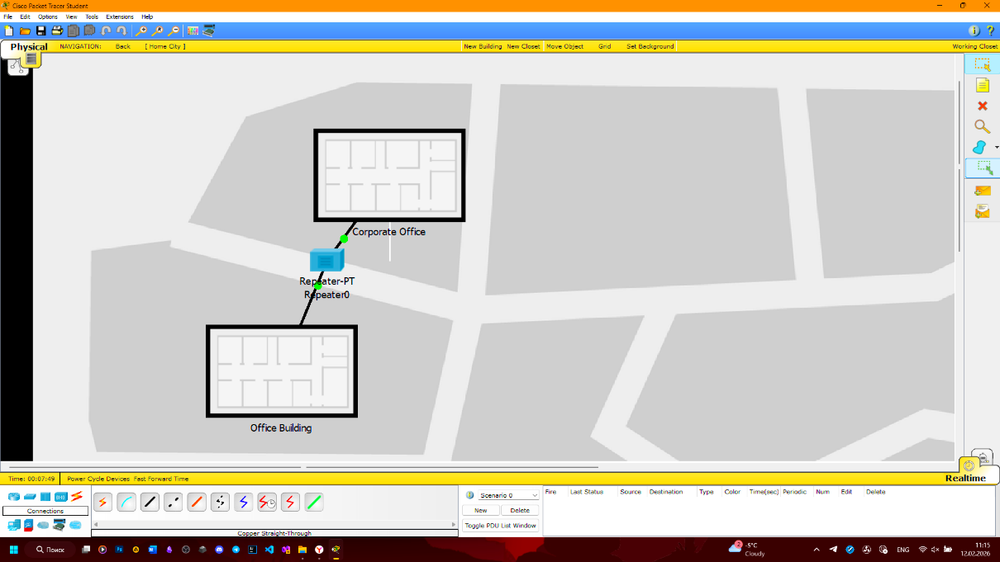 Cisco Packet Tracer Student
File Edit Options View Tools Extensions Help
Physical NAVIGATION: Back [ Home City ] New Building New Closet Move Object Grid Set Background Working Closet
Corporate Office
Repeater-PT
Repeater0
Office Building
Time: 00:07:49 Power Cycle Devices Fast Forward Time
Realtime
Connections
Copper Straight-Through
Scenario 0
New Delete
Toggle PDU List Window
Fire Last Status Source Destination Type Color Time(sec) Periodic Num Edit Delete
Поиск
2
-5°C
Cloudy
ENG
11:15
12.02.2026